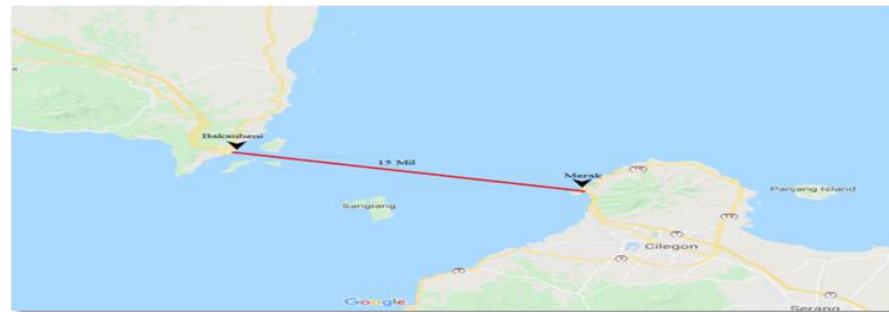 Bakauheni
15 Mil
Merak
Sangiang
Panjang Island
Cilegon
Google
Serang